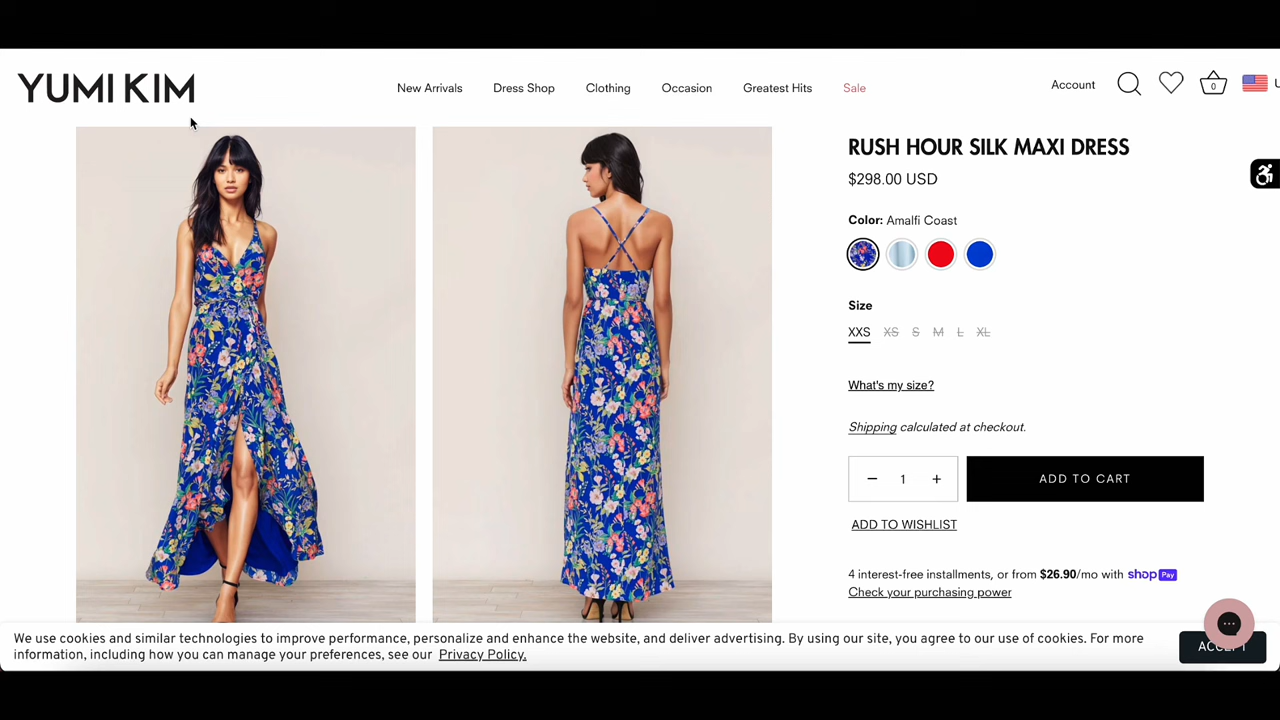 YUMI KIM
New Arrivals
Dress Shop
Clothing
Occasion
Greatest Hits
Sale
Account
0
U
RUSH HOUR SILK MAXI DRESS
$298.00 USD
Color: Amalfi Coast
Size
XXS XS S M L XL
What's my size?
Shipping calculated at checkout.
− 1 +
ADD TO CART
ADD TO WISHLIST
4 interest-free installments, or from $26.90/mo with shop Pay
Check your purchasing power
We use cookies and similar technologies to improve performance, personalize and enhance the website, and deliver advertising. By using our site, you agree to our use of cookies. For more
information, including how you can manage your preferences, see our Privacy Policy.
ACCEPT